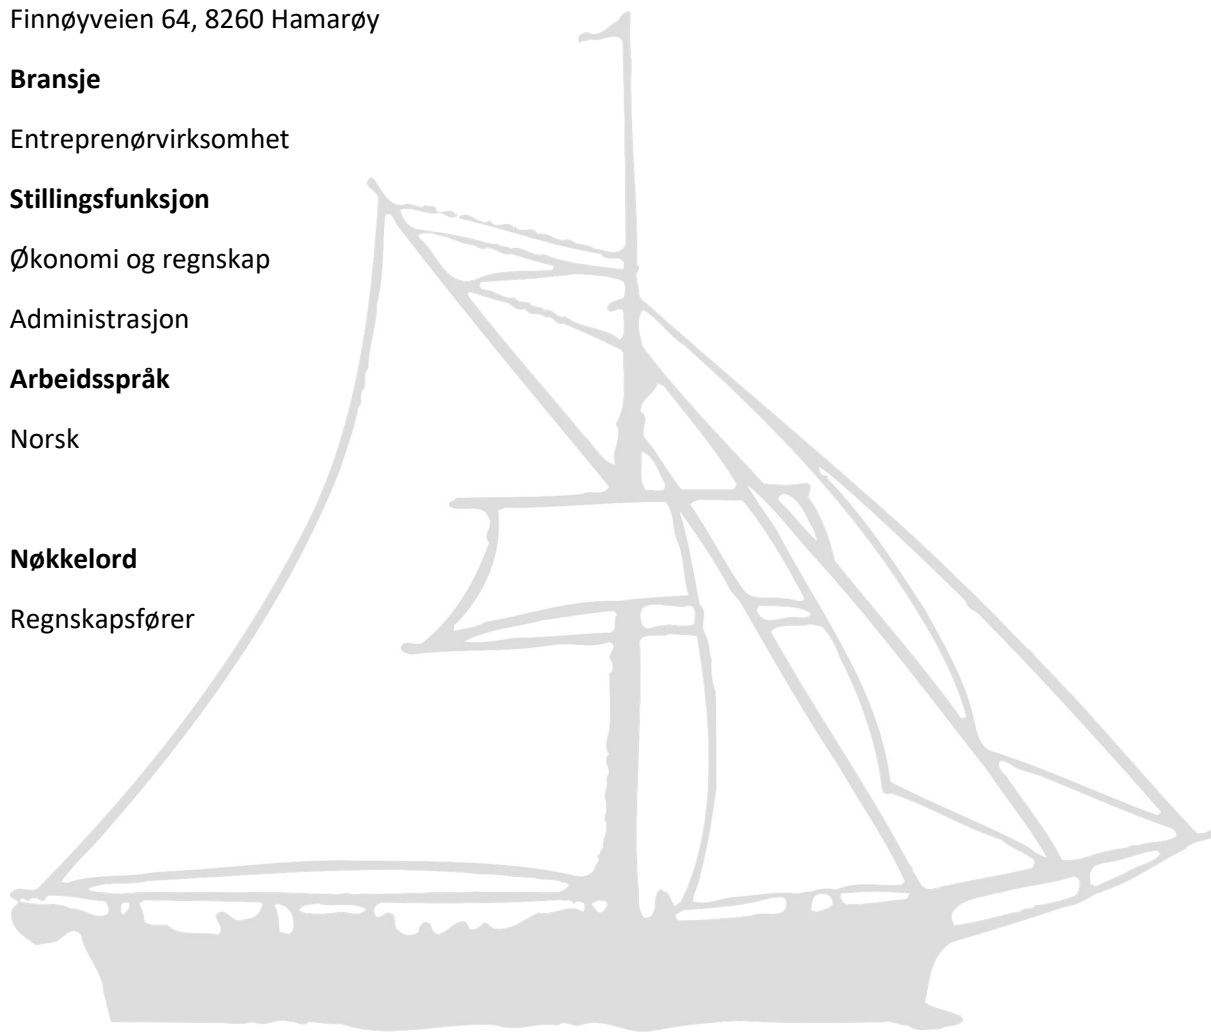 Finnøyveien 64, 8260 Hamarøy
Bransje
Entreprenørvirksomhet
Stillingsfunksjon
Økonomi og regnskap
Administrasjon
Arbeidsspråk
Norsk
Nøkkelord
Regnskapsfører